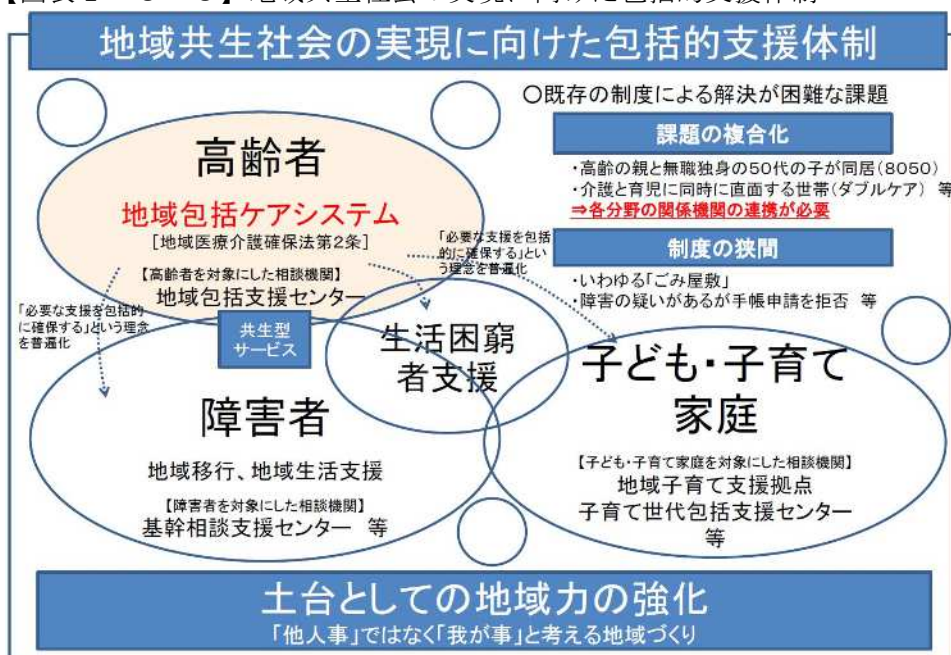 地域共生社会の実現に向けた包括的支援体制
高齢者
地域包括ケアシステム
[地域医療介護確保法第2条]
【高齢者を対象にした相談機関】
地域包括支援センター
「必要な支援を包括
的に確保する」とい
う理念を普遍化
「必要な支援を包括的
に確保する」という理念
を普遍化
共生型
サービス
〇既存の制度による解決が困難な課題
課題の複合化
・高齢の親と無職独身の50代の子が同居(8050)
・介護と育児に同時に直面する世帯(ダブルケア) 等
⇒各分野の関係機関の連携が必要
制度の狭間
・いわゆる「ごみ屋敷」
・障害の疑いがあるが手帳申請を拒否 等
生活困窮
者支援
障害者
地域移行、地域生活支援
【障害者を対象にした相談機関】
基幹相談支援センター 等
子ども・子育て
家庭
【子ども・子育て家庭を対象にした相談機関】
地域子育て支援拠点
子育て世代包括支援センター
等
土台としての地域力の強化
「他人事」ではなく「我が事」と考える地域づくり